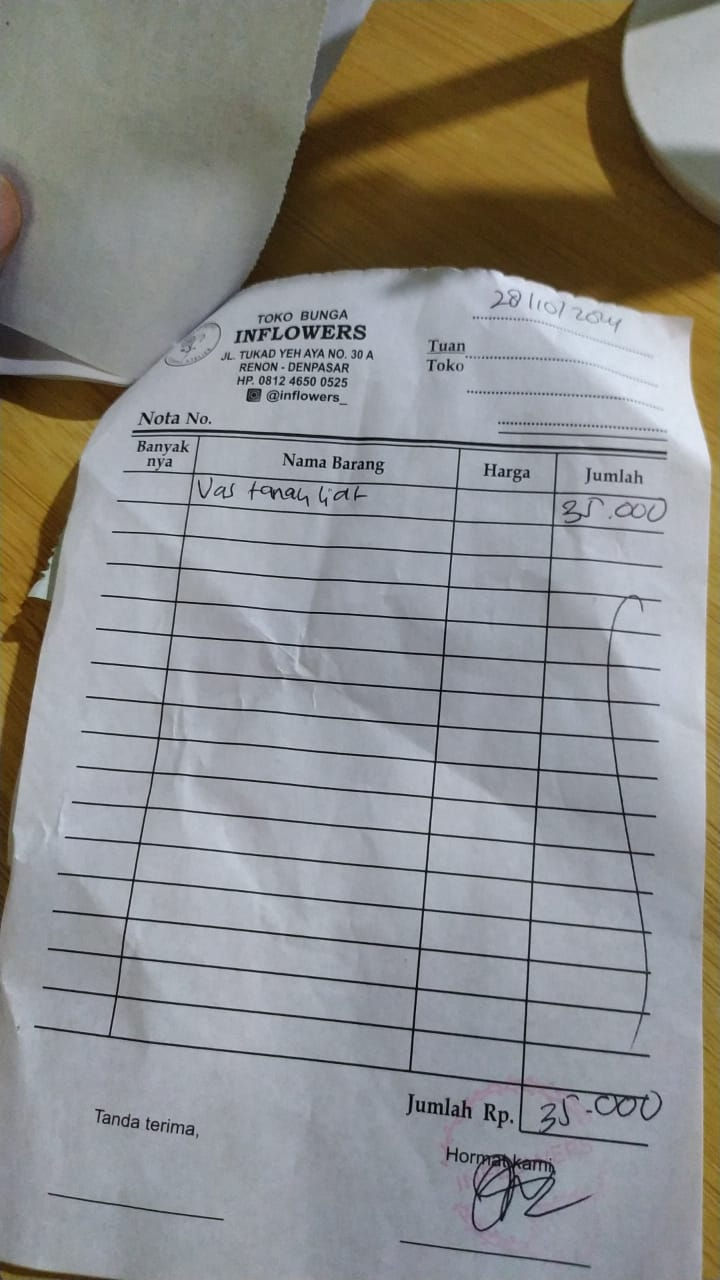 28/10/2024
TOKO BUNGA
INFLOWERS
JL. TUKAD YEH AYA NO. 30 A
RENON - DENPASAR
HP. 0812 4650 0525
@inflowers_
Tuan
Toko
Nota No.
Banyak nya Nama Barang Harga Jumlah
Vas tanah liat 35.000
Jumlah Rp. 35.000
Tanda terima,
Hormat kami,